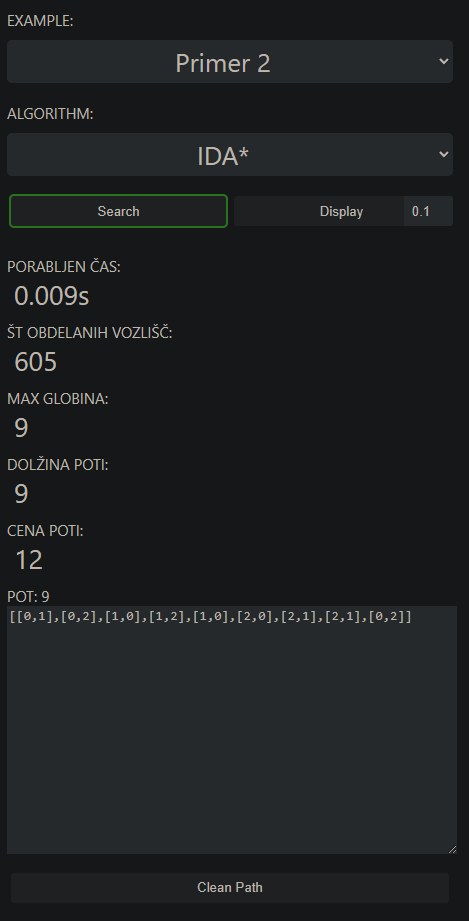 EXAMPLE:
Primer 2
ALGORITHM:
IDA*
Search
Display
0.1
PORABLJEN ČAS:
0.009s
ŠT OBDELANIH VOZLIŠČ:
605
MAX GLOBINA:
9
DOLŽINA POTI:
9
CENA POTI:
12
POT: 9
[[0,1],[0,2],[1,0],[1,2],[1,0],[2,0],[2,1],[2,1],[0,2]]
Clean Path